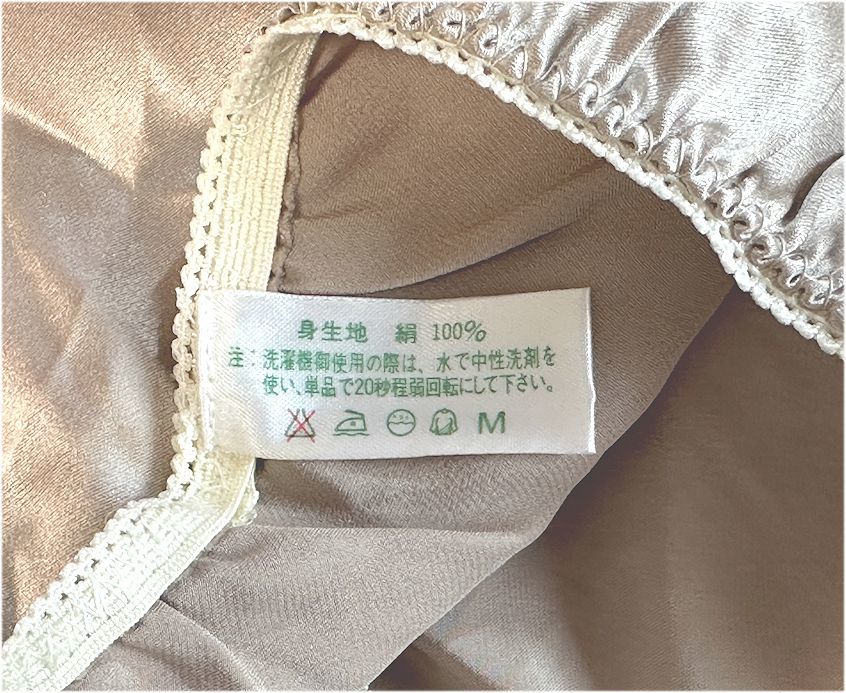 身生地 絹 100%
注:洗濯機御使用の際は、水で中性洗剤を
使い、単品で20秒程弱回転にして下さい。
M